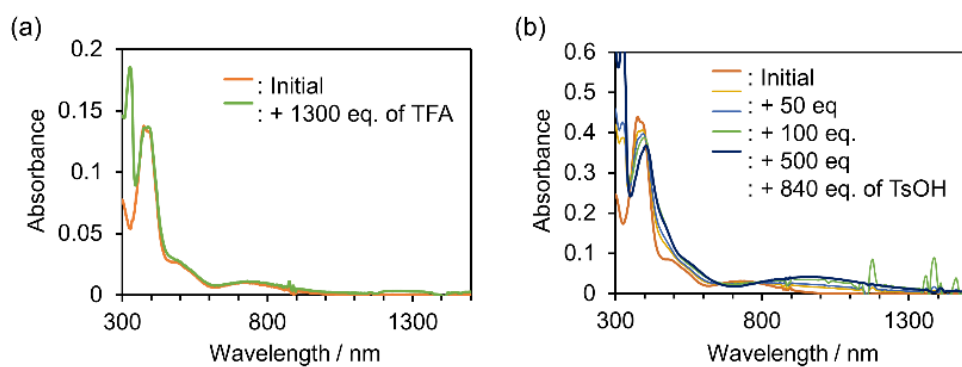 (a)
Absorbance
0.2
0.15
0.1
0.05
0
: Initial
: + 1300 eq. of TFA
300
800
1300
Wavelength / nm
(b)
Absorbance
0.6
0.5
0.4
0.3
0.2
0.1
0
: Initial
: + 50 eq
: + 100 eq.
: + 500 eq
: + 840 eq. of TsOH
300
800
1300
Wavelength / nm